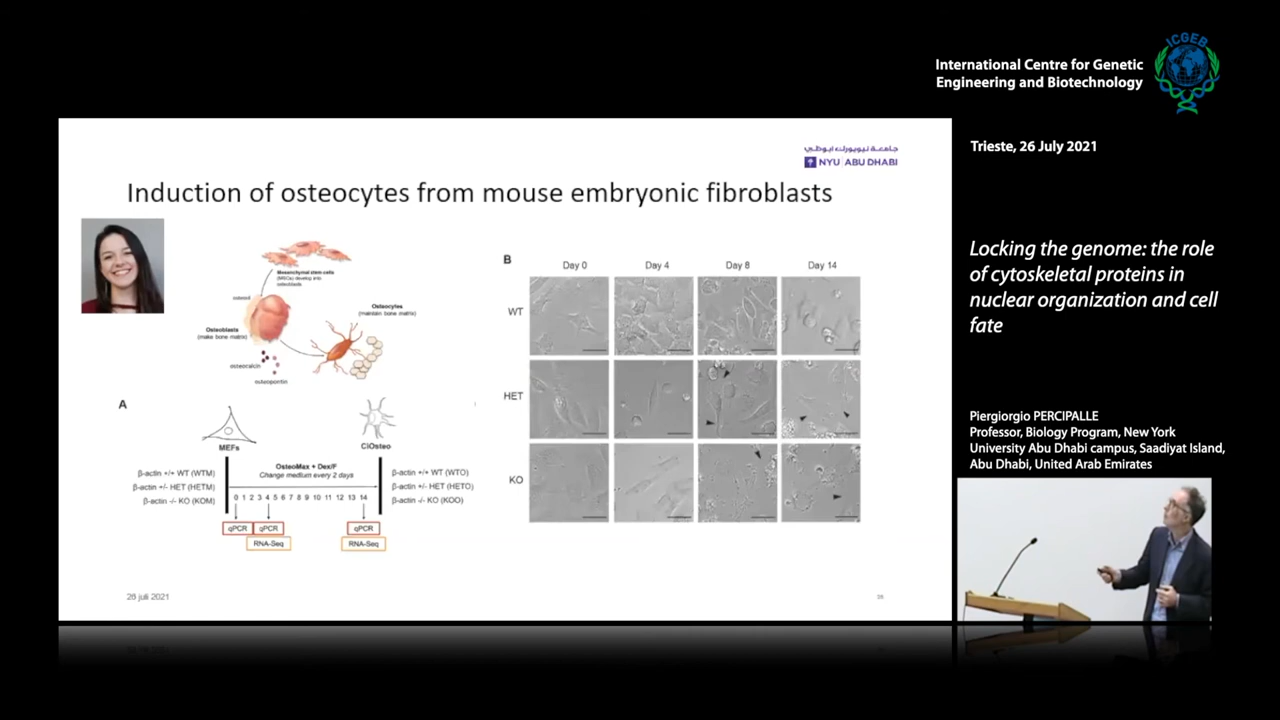 ICGEB
International Centre for Genetic
Engineering and Biotechnology
Trieste, 26 July 2021
Locking the genome: the role
of cytoskeletal proteins in
nuclear organization and cell
fate
Piergiorgio PERCIPALLE
Professor, Biology Program, New York
University Abu Dhabi campus, Saadiyat Island,
Abu Dhabi, United Arab Emirates
جامعة نيويورك أبوظبي
NYU ABU DHABI
Induction of osteocytes from mouse embryonic fibroblasts
Mesenchymal stem cells
(MSCs) develop into
osteoblasts
osteoid
Osteoblasts
(make bone matrix)
osteocalcin
osteopontin
Osteocytes
(maintain bone matrix)
A
MEFs
CiOsteo
β-actin +/+ WT (WTM)
β-actin +/- HET (HETM)
β-actin -/- KO (KOM)
OsteoMax + Dex/F
Change medium every 2 days
0 1 2 3 4 5 6 7 8 9 10 11 12 13 14
β-actin +/+ WT (WTO)
β-actin +/- HET (HETO)
β-actin -/- KO (KOO)
qPCR qPCR qPCR
RNA-Seq RNA-Seq
B
Day 0 Day 4 Day 8 Day 14
WT
HET
KO
26 juli 2021